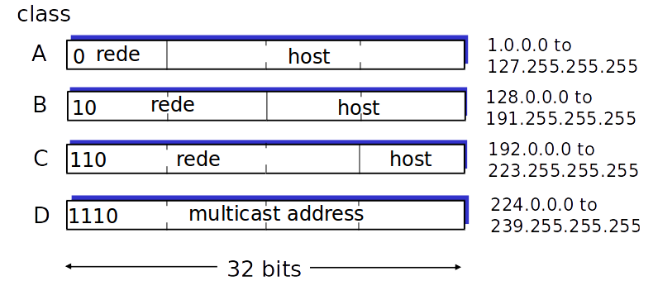 class
A 0 rede host 1.0.0.0 to
127.255.255.255
B 10 rede host 128.0.0.0 to
191.255.255.255
C 110 rede host 192.0.0.0 to
223.255.255.255
D 1110 multicast address 224.0.0.0 to
239.255.255.255
32 bits